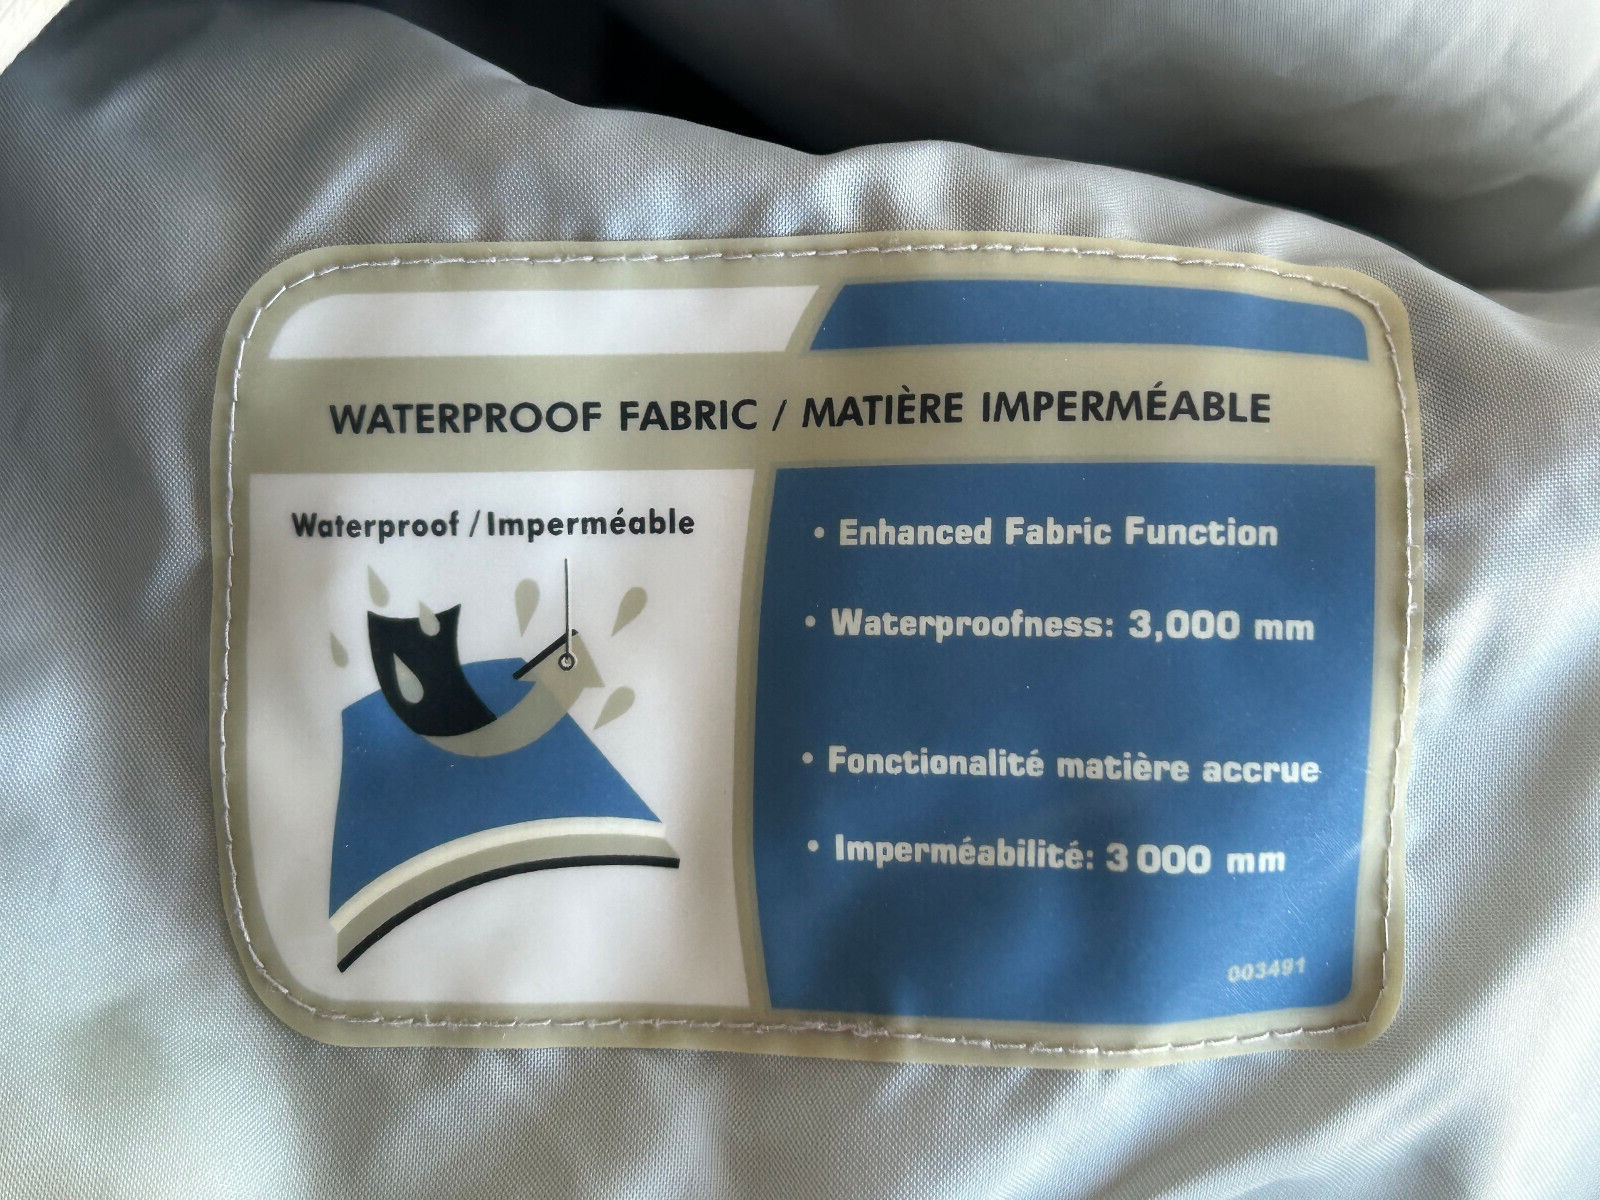 WATERPROOF FABRIC / MATIÈRE IMPERMÉABLE
Waterproof / Imperméable
• Enhanced Fabric Function
• Waterproofness: 3,000 mm
• Fonctionalité matière accrue
• Imperméabilité: 3 000 mm
003491